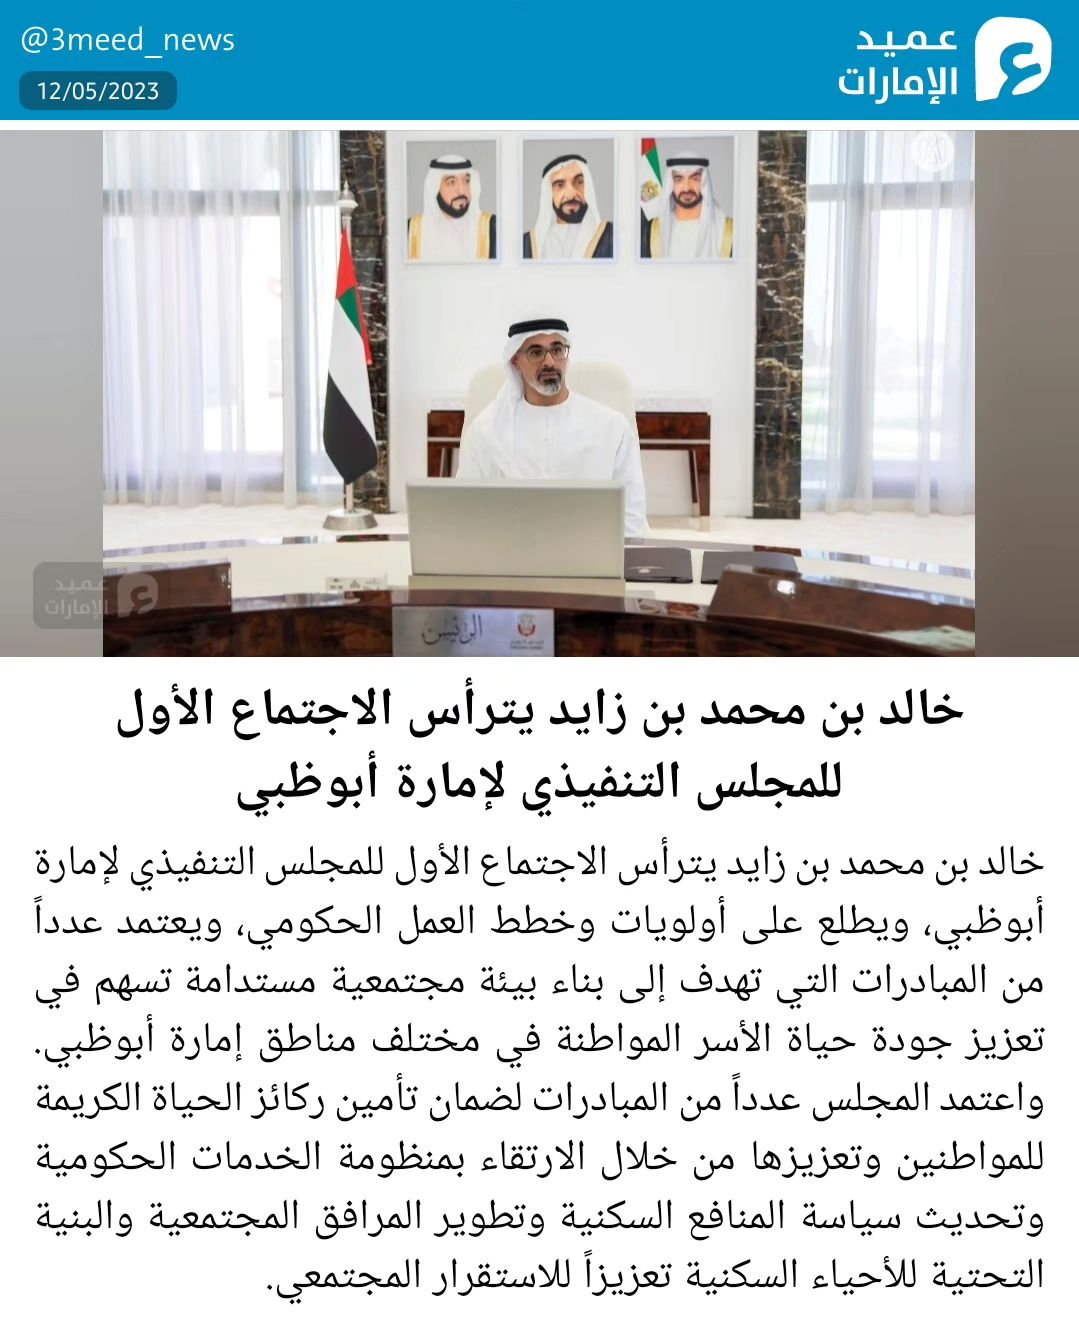 @3meed_news
عميد
الإمارات
12/05/2023
عميد
الإمارات
الرئيس
خالد بن محمد بن زايد يترأس الاجتماع الأول
للمجلس التنفيذي لإمارة أبوظبي
خالد بن محمد بن زايد يترأس الاجتماع الأول للمجلس التنفيذي لإمارة
أبوظبي، ويطلع على أولويات وخطط العمل الحكومي، ويعتمد عدداً
من المبادرات التي تهدف إلى بناء بيئة مجتمعية مستدامة تسهم في
تعزيز جودة حياة الأسر المواطنة في مختلف مناطق إمارة أبوظبي.
واعتمد المجلس عدداً من المبادرات لضمان تأمين ركائز الحياة الكريمة
للمواطنين وتعزيزها من خلال الارتقاء بمنظومة الخدمات الحكومية
وتحديث سياسة المنافع السكنية وتطوير المرافق المجتمعية والبنية
التحتية للأحياء السكنية تعزيزاً للاستقرار المجتمعي.